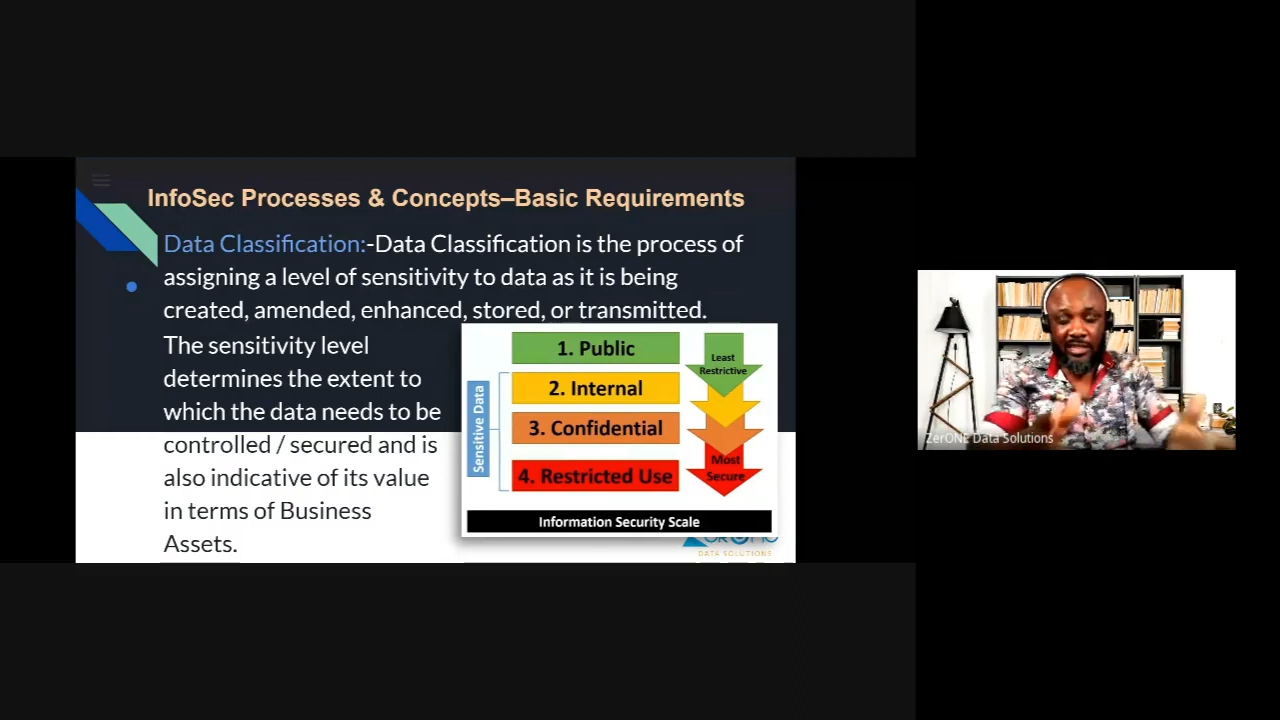 InfoSec Processes & Concepts–Basic Requirements
Data Classification:-Data Classification is the process of
assigning a level of sensitivity to data as it is being
created, amended, enhanced, stored, or transmitted.
The sensitivity level
determines the extent to
which the data needs to be
controlled / secured and is
also indicative of its value
in terms of Business
Assets.
Sensitive Data
1. Public
2. Internal
3. Confidential
4. Restricted Use
Least
Restrictive
Most
Secure
Information Security Scale
DATA SOLUTIONS
ZerONE Data Solutions